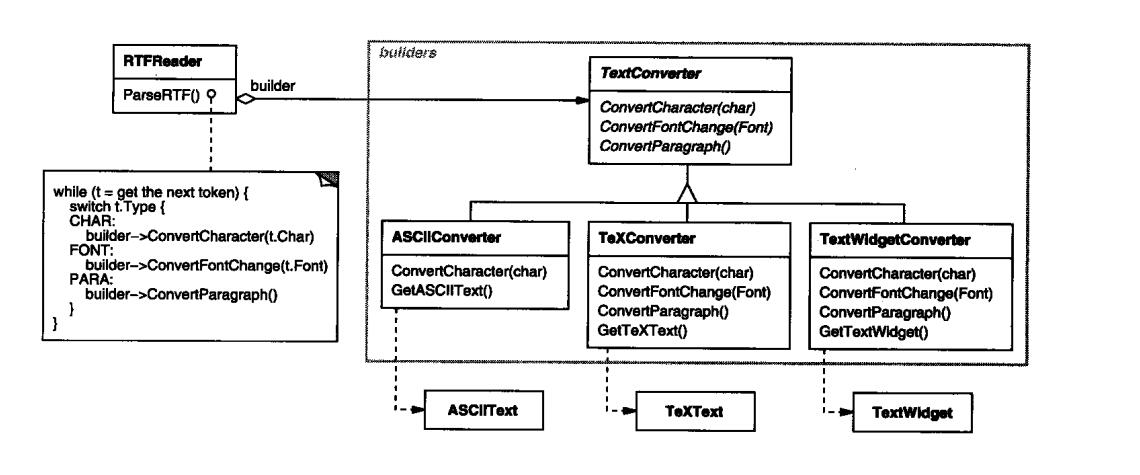 builders
RTFReader
ParseRTF()
builder
TextConverter
ConvertCharacter(char)
ConvertFontChange(Font)
ConvertParagraph()
while (t = get the next token) {
switch t.Type {
CHAR:
builder–>ConvertCharacter(t.Char)
FONT:
builder–>ConvertFontChange(t.Font)
PARA:
builder–>ConvertParagraph()
}
}
ASCIIConverter
ConvertCharacter(char)
GetASCIIText()
TeXConverter
ConvertCharacter(char)
ConvertFontChange(Font)
ConvertParagraph()
GetTeXText()
TextWidgetConverter
ConvertCharacter(char)
ConvertFontChange(Font)
ConvertParagraph()
GetTextWidget()
ASCIIText
TeXText
TextWidget